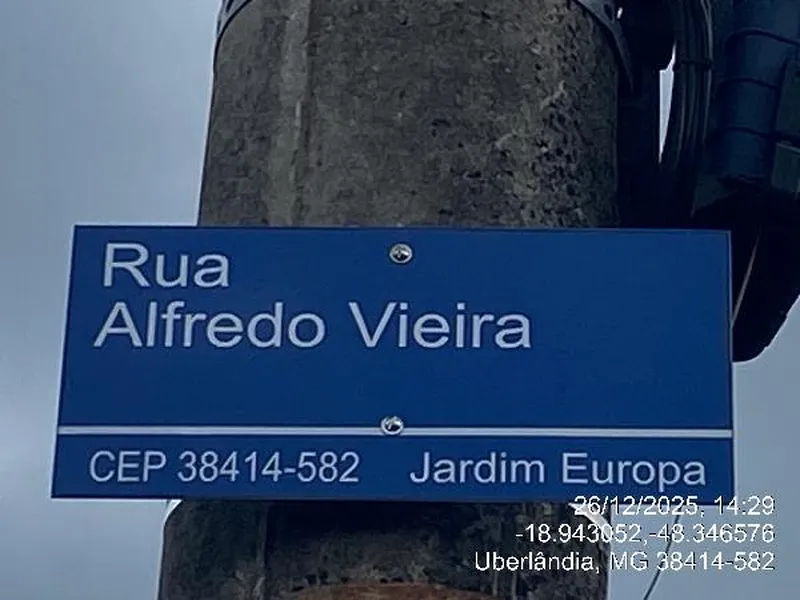 Rua
Alfredo Vieira
CEP 38414-582 Jardim Europa
26/12/2025, 14:29
-18.943052,-48.346576
Uberlândia, MG 38414-582